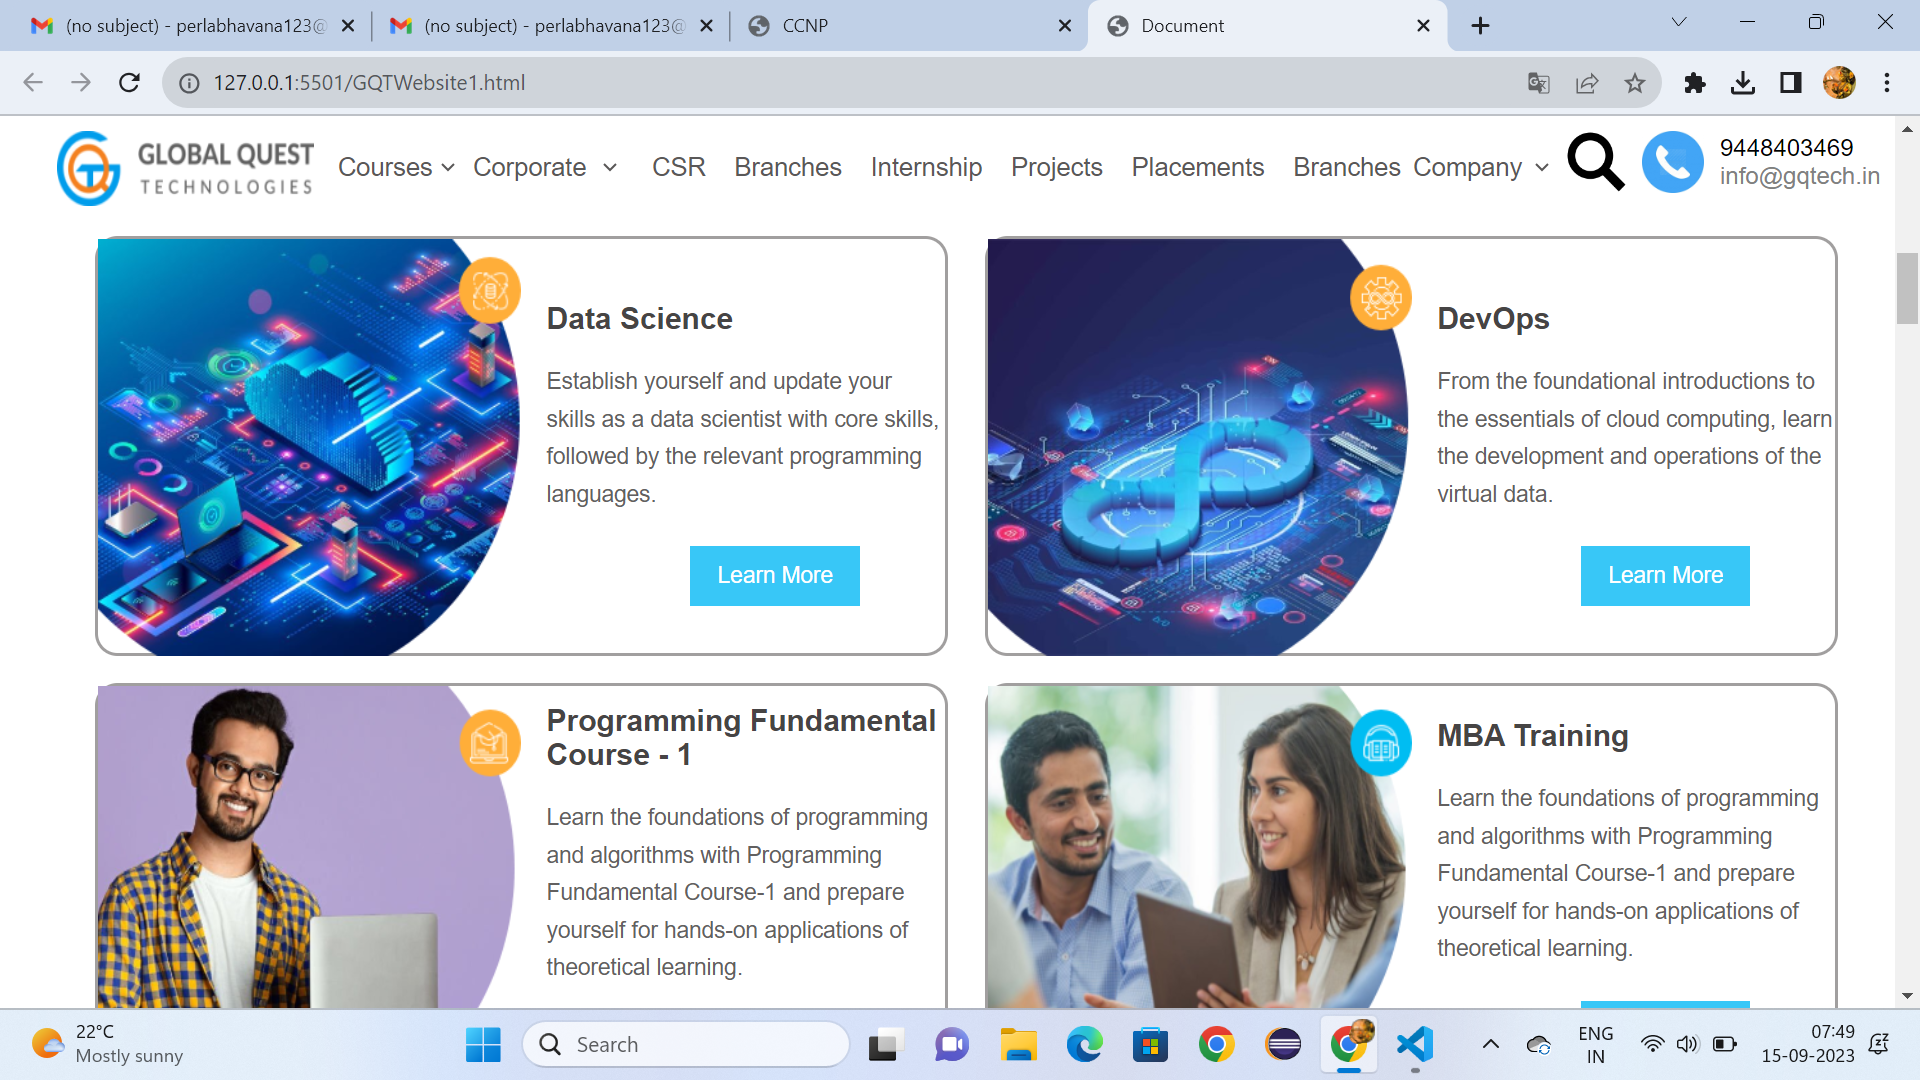 (no subject) - perlabhavana123@
(no subject) - perlabhavana123@
CCNP
Document
127.0.0.1:5501/GQTWebsite1.html
GLOBAL QUEST
TECHNOLOGIES
Courses
Corporate
CSR
Branches
Internship
Projects
Placements
Branches
Company
9448403469
info@gqtech.in
Data Science
Establish yourself and update your
skills as a data scientist with core skills,
followed by the relevant programming
languages.
Learn More
DevOps
From the foundational introductions to
the essentials of cloud computing, learn
the development and operations of the
virtual data.
Learn More
Programming Fundamental
Course - 1
Learn the foundations of programming
and algorithms with Programming
Fundamental Course-1 and prepare
yourself for hands-on applications of
theoretical learning.
MBA Training
Learn the foundations of programming
and algorithms with Programming
Fundamental Course-1 and prepare
yourself for hands-on applications of
theoretical learning.
22°C
Mostly sunny
Search
ENG
IN
07:49
15-09-2023